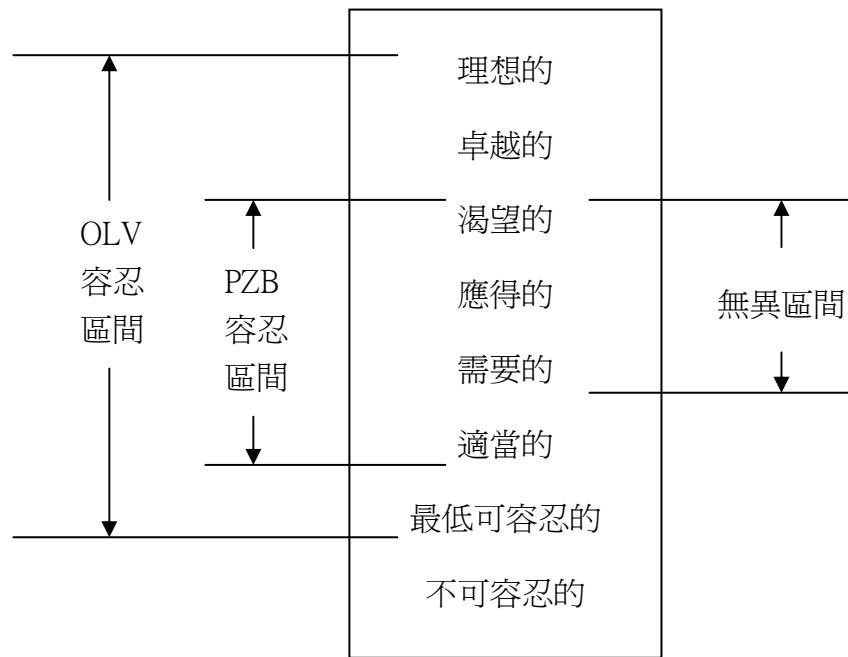 理想的
卓越的
渴望的
應得的
需要的
適當的
最低可容忍的
不可容忍的
OLV
容忍
區間
PZB
容忍
區間
無異區間